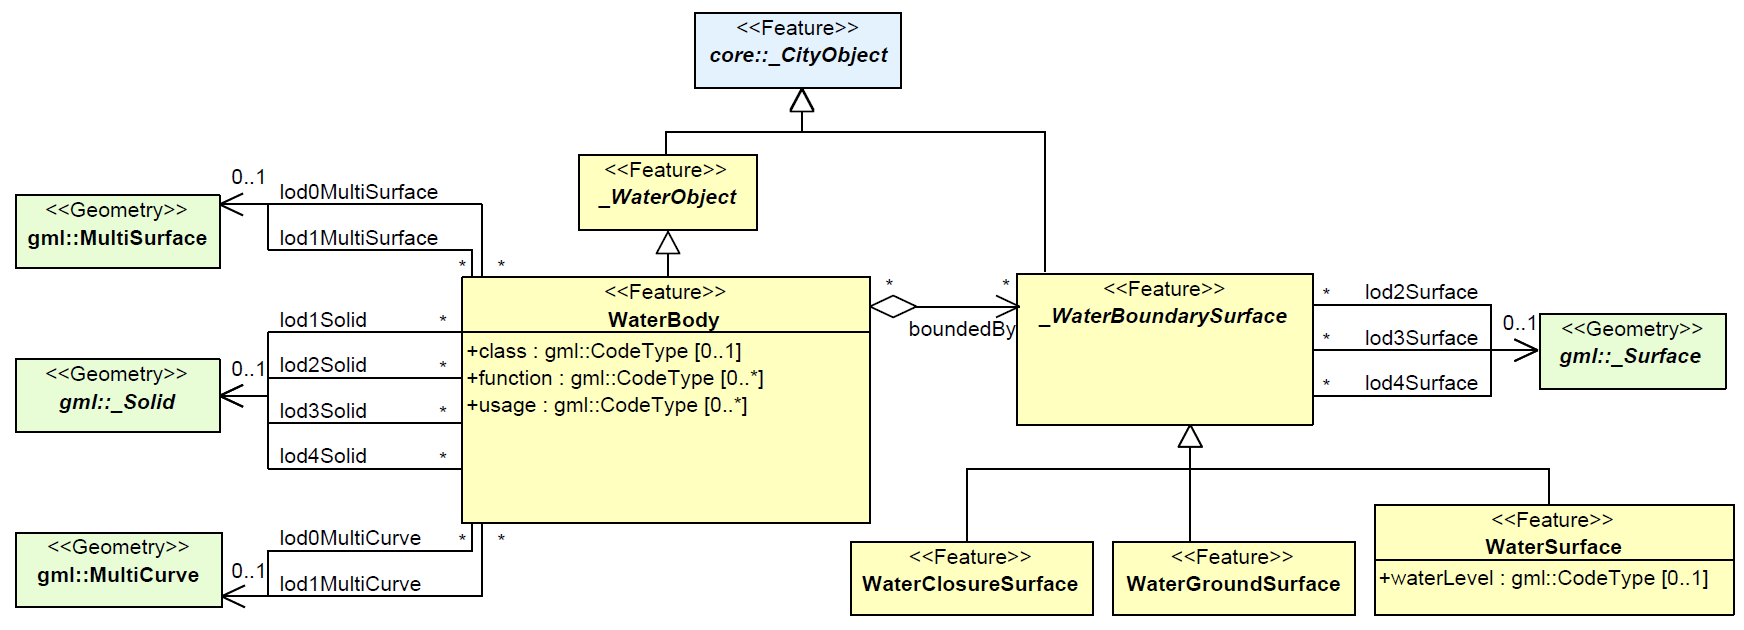 <<Feature>>
core::_CityObject
<<Feature>>
_WaterObject
0..1
lod0MultiSurface
<<Geometry>>
gml::MultiSurface
lod1MultiSurface
*
*
<<Feature>>
WaterBody
+class : gml::CodeType [0..1]
+function : gml::CodeType [0..*]
+usage : gml::CodeType [0..*]
lod1Solid
*
lod2Solid
*
lod3Solid
*
lod4Solid
*
0..1
<<Geometry>>
gml::_Solid
lod0MultiCurve
*
*
0..1
lod1MultiCurve
<<Geometry>>
gml::MultiCurve
*
*
boundedBy
<<Feature>>
_WaterBoundarySurface
*
lod2Surface
*
lod3Surface
*
lod4Surface
0..1
<<Geometry>>
gml::_Surface
<<Feature>>
WaterClosureSurface
<<Feature>>
WaterGroundSurface
<<Feature>>
WaterSurface
+waterLevel : gml::CodeType [0..1]